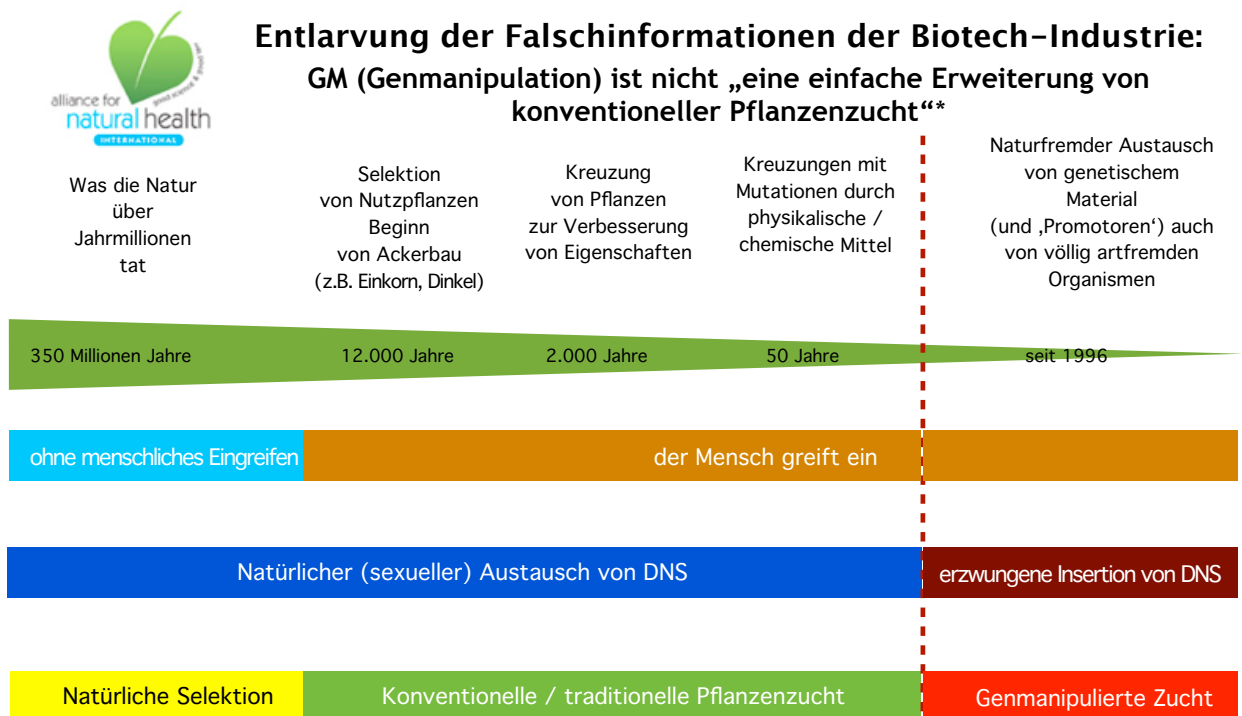 Entlarvung der Falschinformationen der Biotech-Industrie:
GM (Genmanipulation) ist nicht „eine einfache Erweiterung von
konventioneller Pflanzenzucht“*
alliance for
good science &
natural health
INTERNATIONAL
Was die Natur
über
Jahrmillionen
tat
Selektion
von Nutzpflanzen
Beginn
von Ackerbau
(z.B. Einkorn, Dinkel)
Kreuzung
von Pflanzen
zur Verbesserung
von Eigenschaften
Kreuzungen mit
Mutationen durch
physikalische /
chemische Mittel
Naturfremder Austausch
von genetischem
Material
(und ‚Promotoren‘) auch
von völlig artfremden
Organismen
350 Millionen Jahre
12.000 Jahre
2.000 Jahre
50 Jahre
seit 1996
ohne menschliches Eingreifen
der Mensch greift ein
Natürlicher (sexueller) Austausch von DNS
erzwungene Insertion von DNS
Natürliche Selektion
Konventionelle / traditionelle Pflanzenzucht
Genmanipulierte Zucht